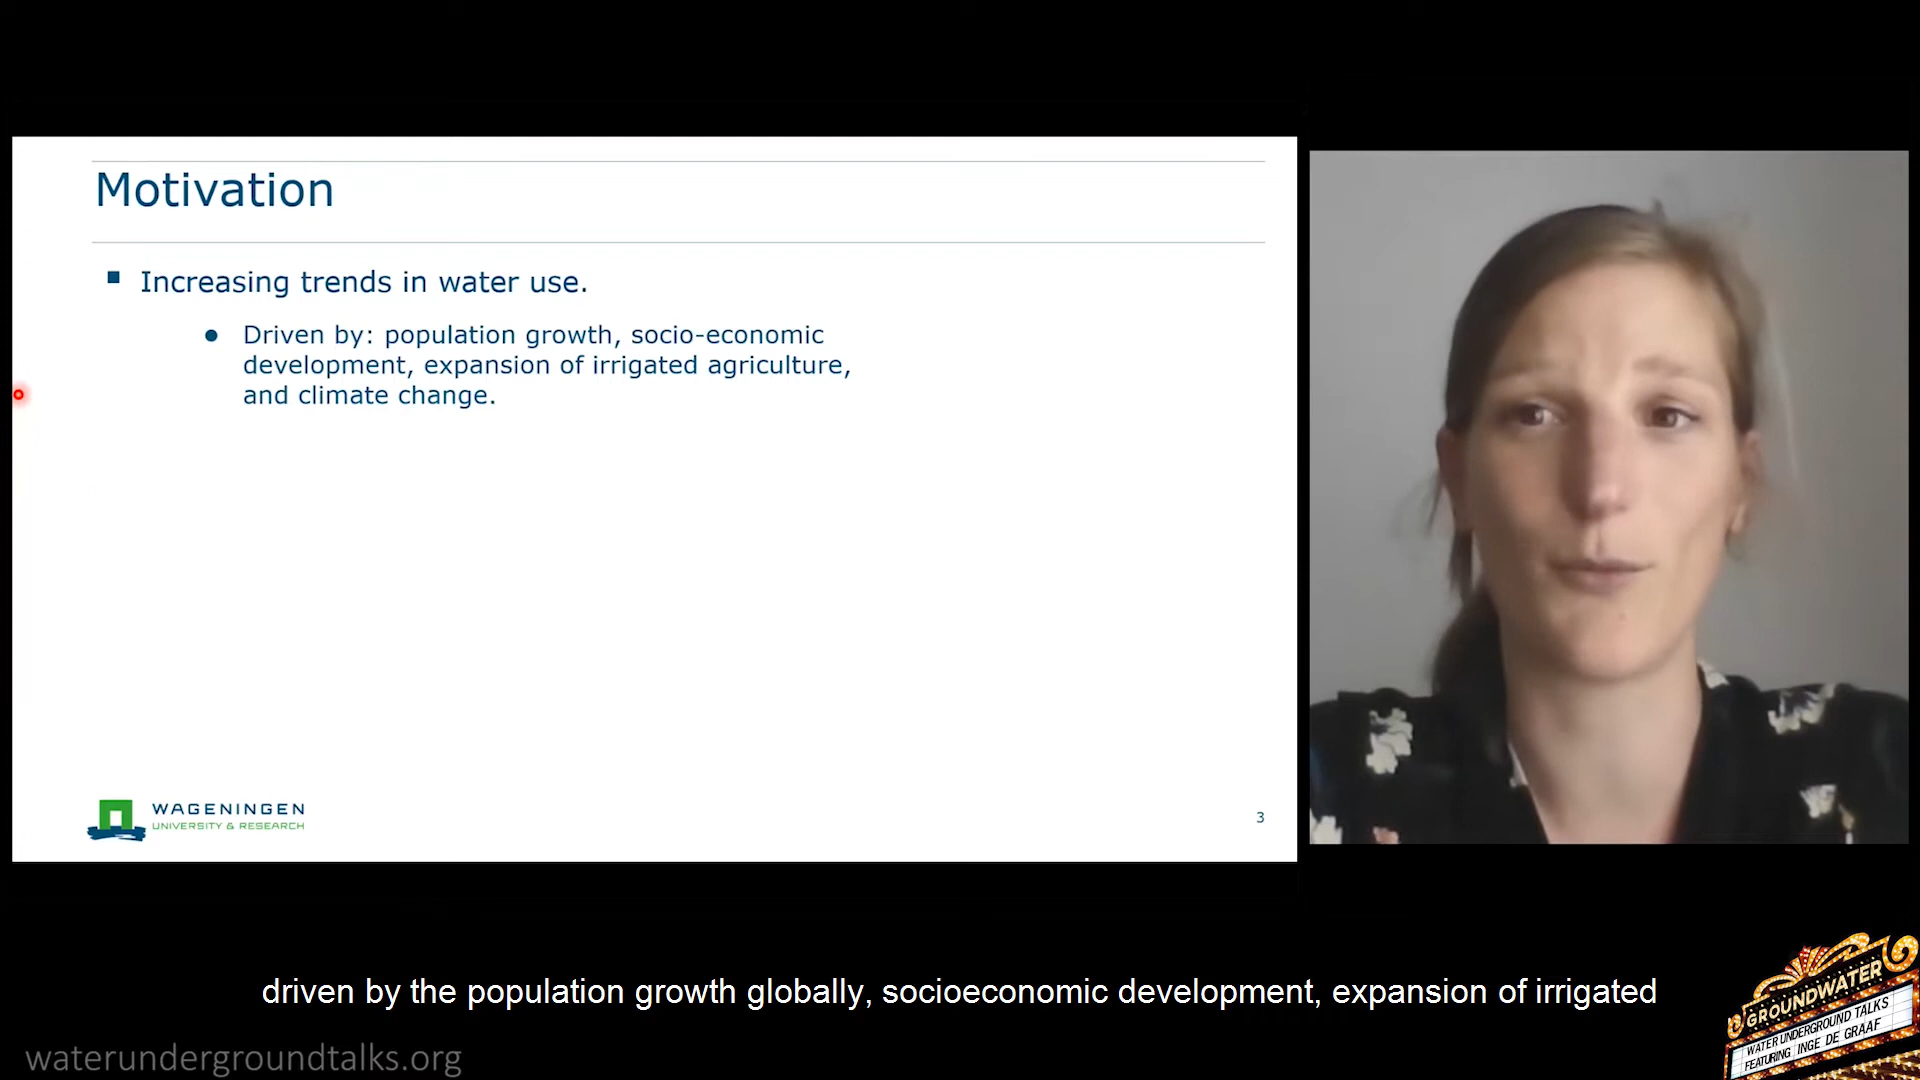 Motivation
Increasing trends in water use.
Driven by: population growth, socio-economic
development, expansion of irrigated agriculture,
and climate change.
WAGENINGEN
UNIVERSITY & RESEARCH
3
driven by the population growth globally, socioeconomic development, expansion of irrigated
waterundergroundtalks.org
GROUNDWATER
WATER UNDERGROUND TALKS
FEATURING INGE DE GRAAF